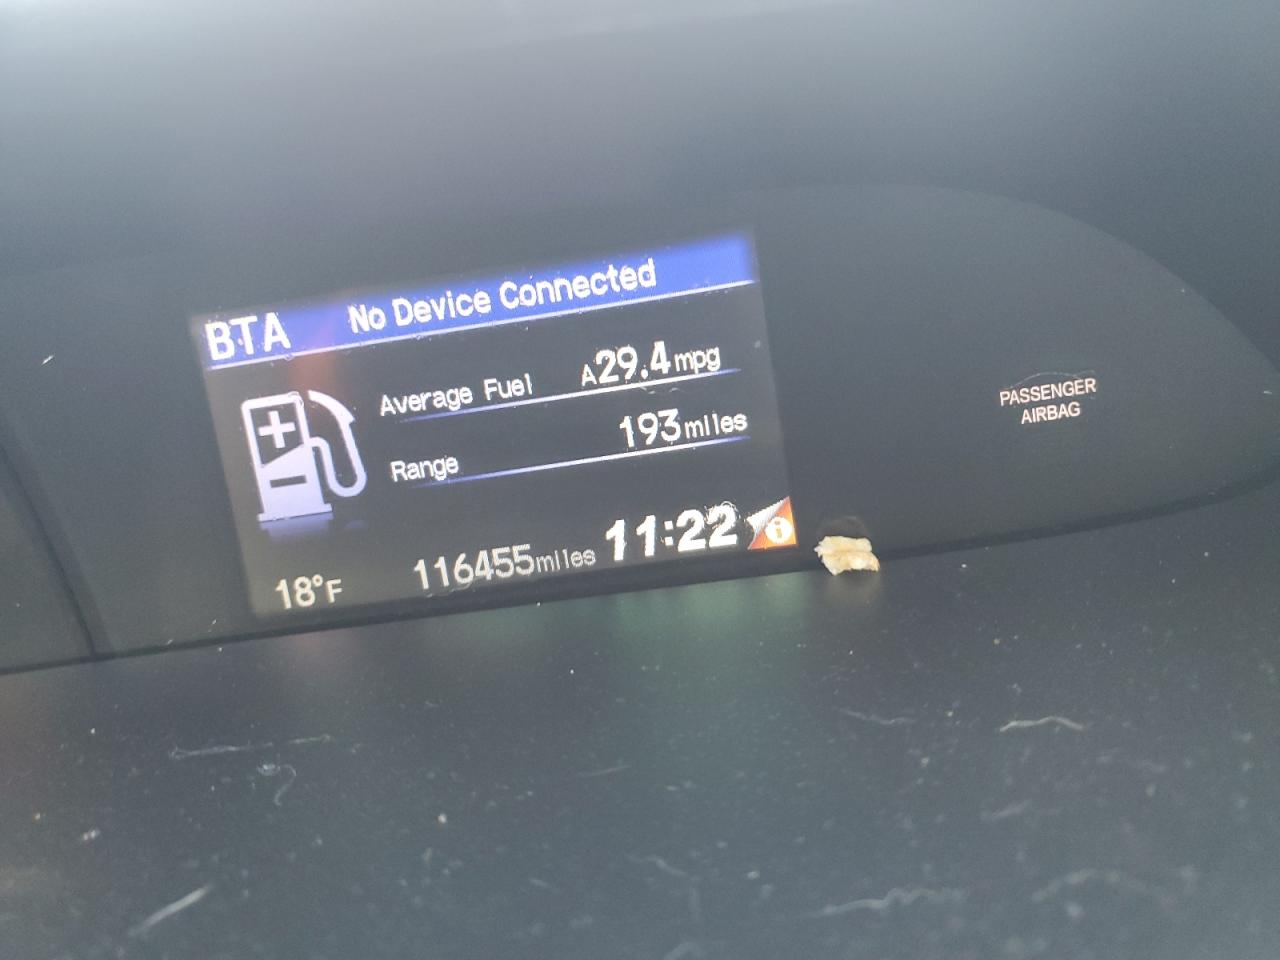 BTA No Device Connected
Average Fuel A29.4mpg
Range 193miles
18°F 116455miles 11:22 i
PASSENGER
AIRBAG